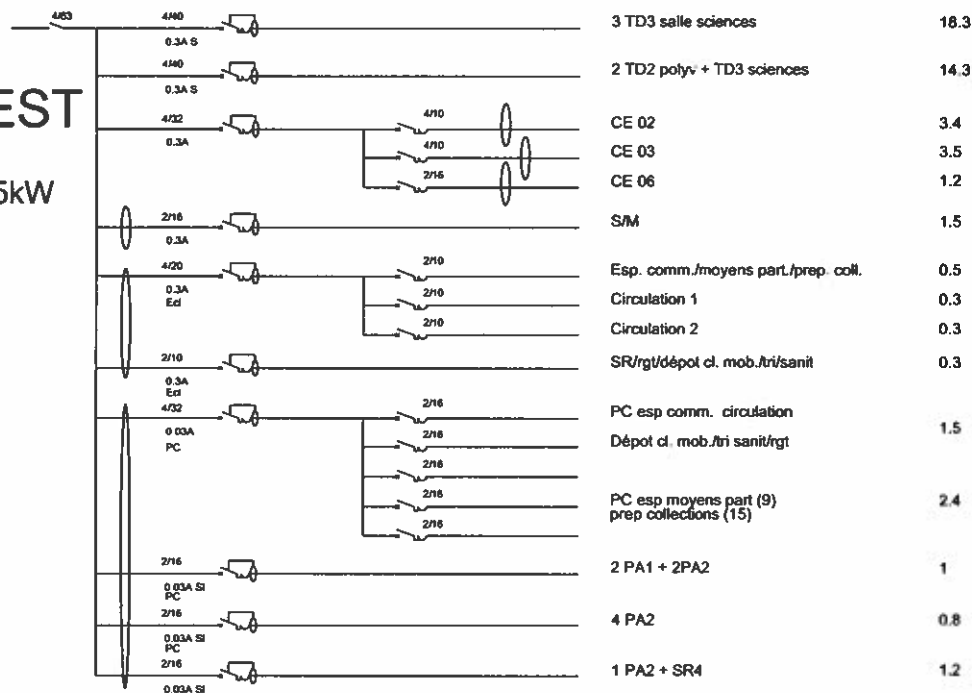 4/63
4/40
0.3A S
3 TD3 salle sciences
18.3
4/40
0.3A S
2 TD2 polyv + TD3 sciences
14.3
EST
4/32
0.3A
4/10
CE 02
3.4
4/10
CE 03
3.5
5kW
2/16
CE 06
1.2
2/16
0.3A
S/M
1.5
4/20
0.3A
Ecl
2/10
Esp. comm./moyens part./prep. coll.
0.5
2/10
Circulation 1
0.3
2/10
Circulation 2
0.3
2/10
0.3A
Ecl
SR/rgt/dépot cl. mob./tri/sanit
0.3
4/32
0.03A
PC
2/16
PC esp comm. circulation
1.5
2/16
Dépot cl. mob./tri sanit/rgt
2/16
2/16
PC esp moyens part (9)
prep collections (15)
2.4
2/16
2/16
0.03A SI
PC
2 PA1 + 2PA2
1
2/16
0.03A SI
PC
4 PA2
0.8
2/16
0.03A SI
1 PA2 + SR4
1.2